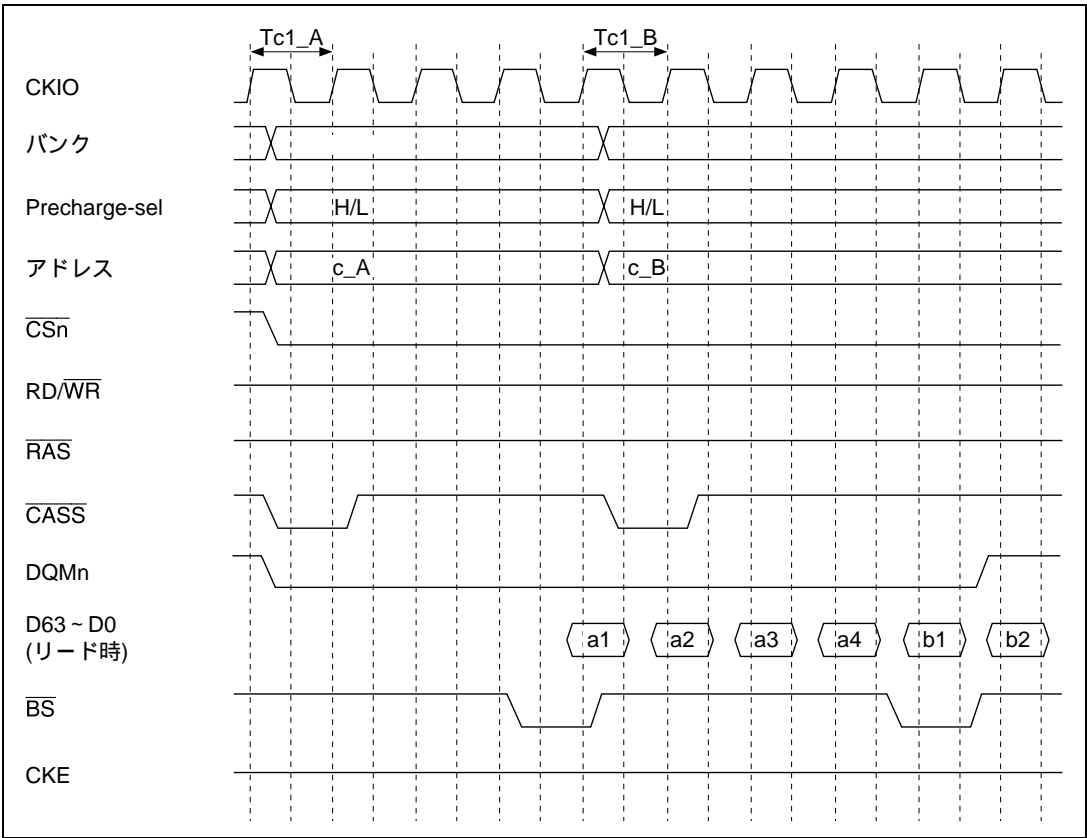 Tc1_A Tc1_B
CKIO
バンク
Precharge-sel H/L H/L
アドレス c_A c_B
CSn
RD/WR
RAS
CASS
DQMn
D63~D0
(リード時) a1 a2 a3 a4 b1 b2
BS
CKE